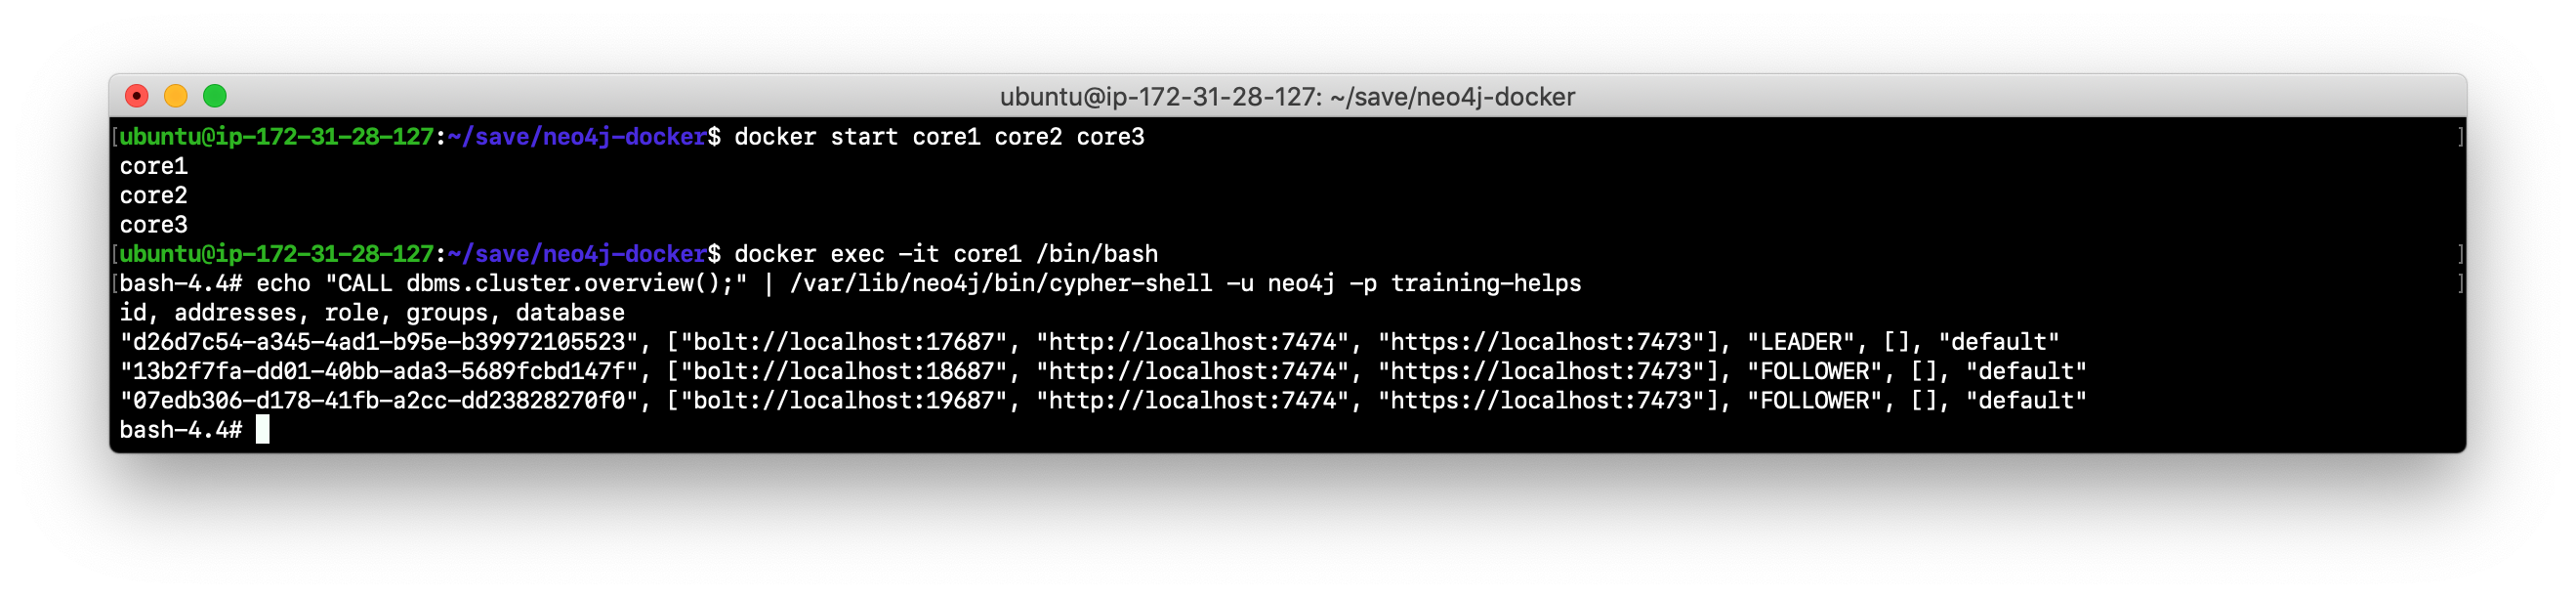 ubuntu@ip-172-31-28-127: ~/save/neo4j-docker
[ubuntu@ip-172-31-28-127:~/save/neo4j-docker$ docker start core1 core2 core3 ]
core1
core2
core3
[ubuntu@ip-172-31-28-127:~/save/neo4j-docker$ docker exec -it core1 /bin/bash ]
[bash-4.4# echo "CALL dbms.cluster.overview();" | /var/lib/neo4j/bin/cypher-shell -u neo4j -p training-helps ]
id, addresses, role, groups, database
"d26d7c54-a345-4ad1-b95e-b39972105523", ["bolt://localhost:17687", "http://localhost:7474", "https://localhost:7473"], "LEADER", [], "default"
"13b2f7fa-dd01-40bb-ada3-5689fcbd147f", ["bolt://localhost:18687", "http://localhost:7474", "https://localhost:7473"], "FOLLOWER", [], "default"
"07edb306-d178-41fb-a2cc-dd23828270f0", ["bolt://localhost:19687", "http://localhost:7474", "https://localhost:7473"], "FOLLOWER", [], "default"
bash-4.4#